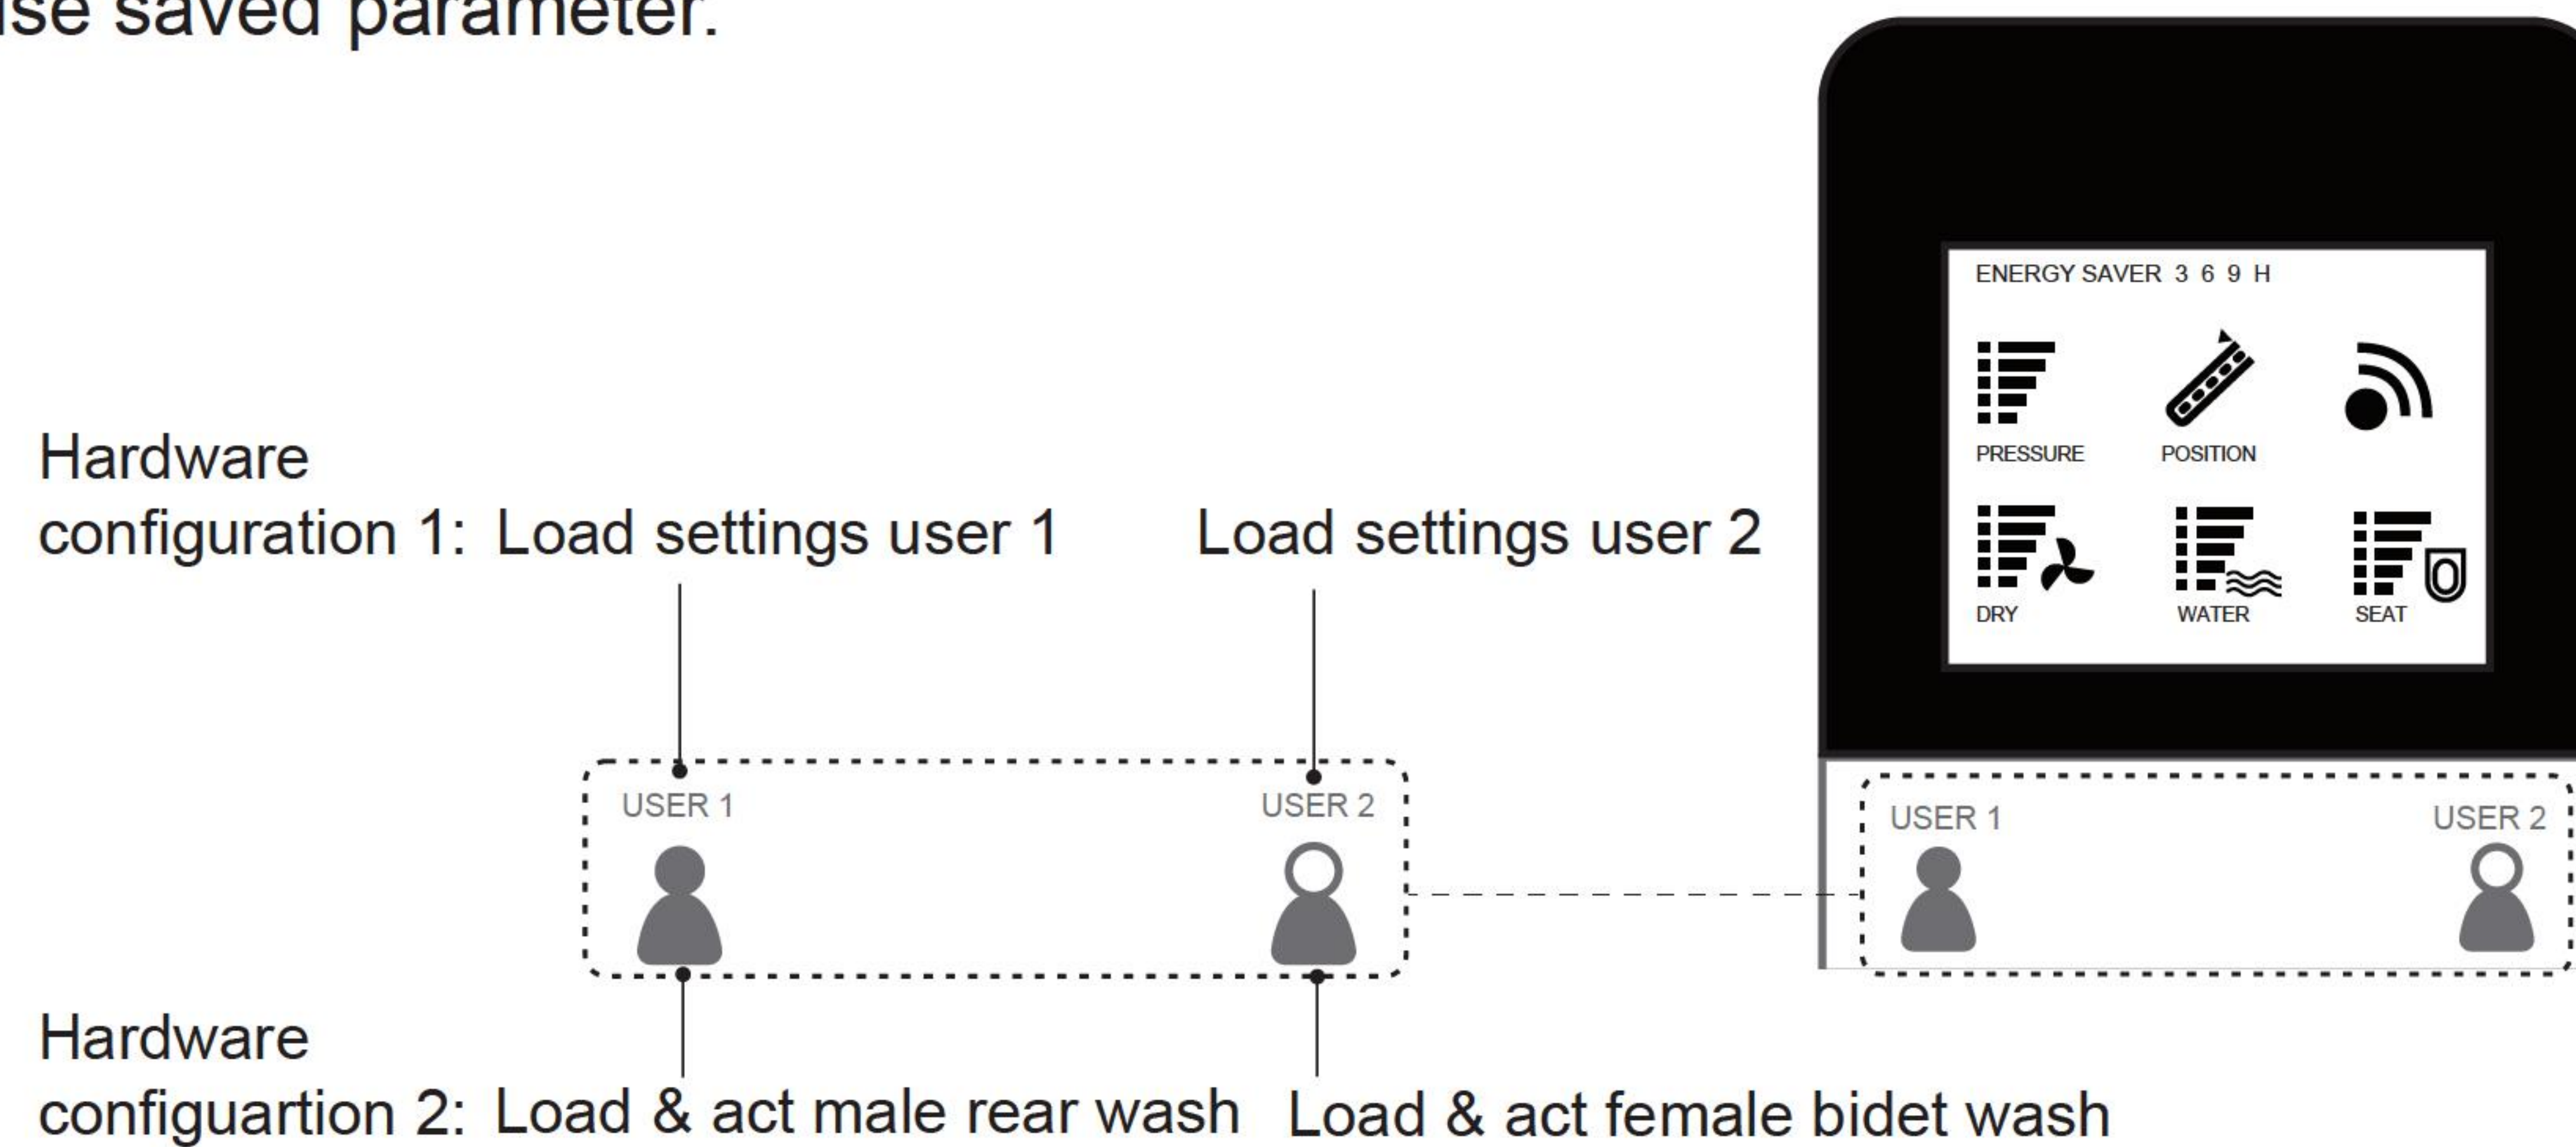 saved parameter.
ENERGY SAVER 3 6 9 H
PRESSURE POSITION
DRY WATER SEAT
Hardware
configuration 1: Load settings user 1 Load settings user 2
USER 1 USER 2
USER 1 USER 2
Hardware
configuartion 2: Load & act male rear wash Load & act female bidet wash